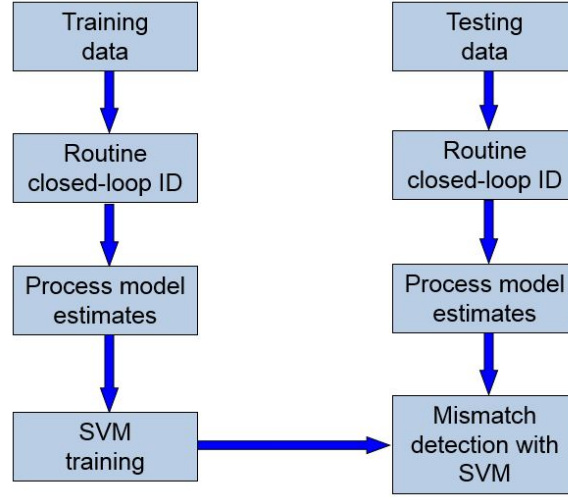 Training
data
Routine
closed-loop ID
Process model
estimates
SVM
training
Testing
data
Routine
closed-loop ID
Process model
estimates
Mismatch
detection with
SVM